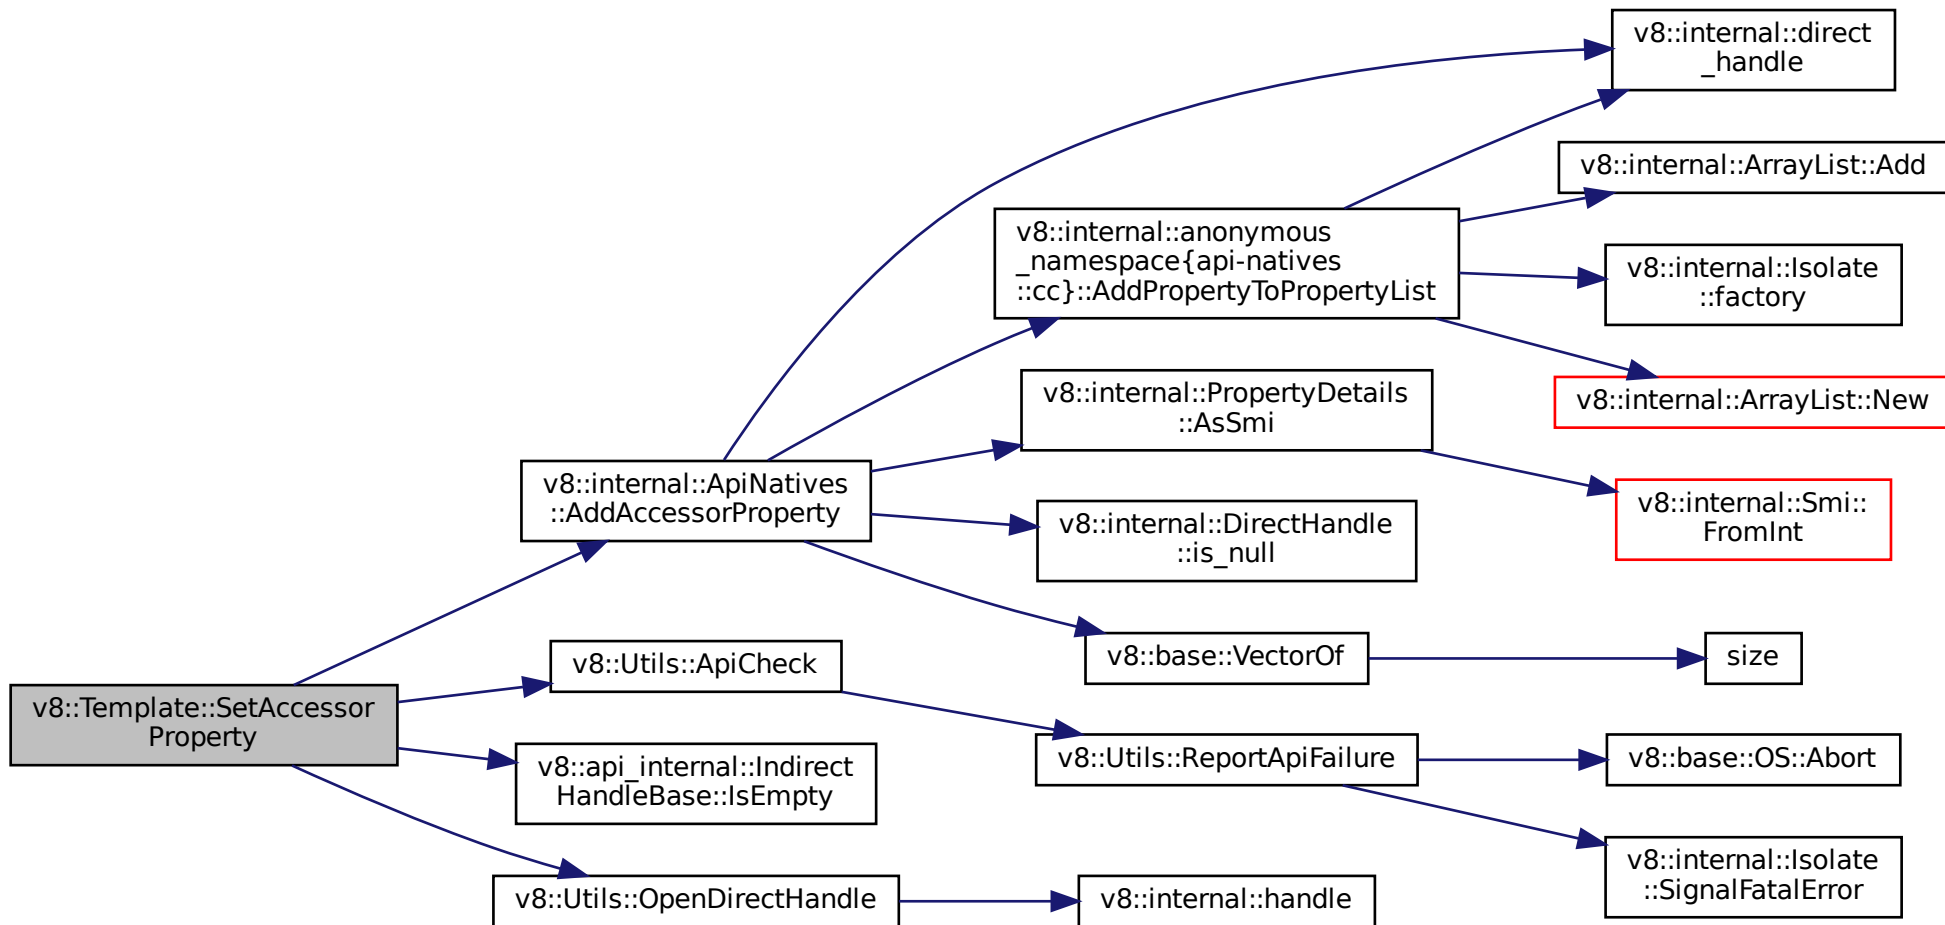 v8::internal::direct
_handle
v8::internal::ArrayList::Add
v8::internal::anonymous
_namespace{api-natives
::cc}::AddPropertyToPropertyList
v8::internal::Isolate
::factory
v8::internal::PropertyDetails
::AsSmi
v8::internal::ArrayList::New
v8::internal::ApiNatives
::AddAccessorProperty
v8::internal::Smi::
FromInt
v8::internal::DirectHandle
::is_null
v8::Utils::ApiCheck
v8::base::VectorOf
size
v8::Template::SetAccessor
Property
v8::api_internal::Indirect
HandleBase::IsEmpty
v8::Utils::ReportApiFailure
v8::base::OS::Abort
v8::internal::Isolate
::SignalFatalError
v8::Utils::OpenDirectHandle
v8::internal::handle